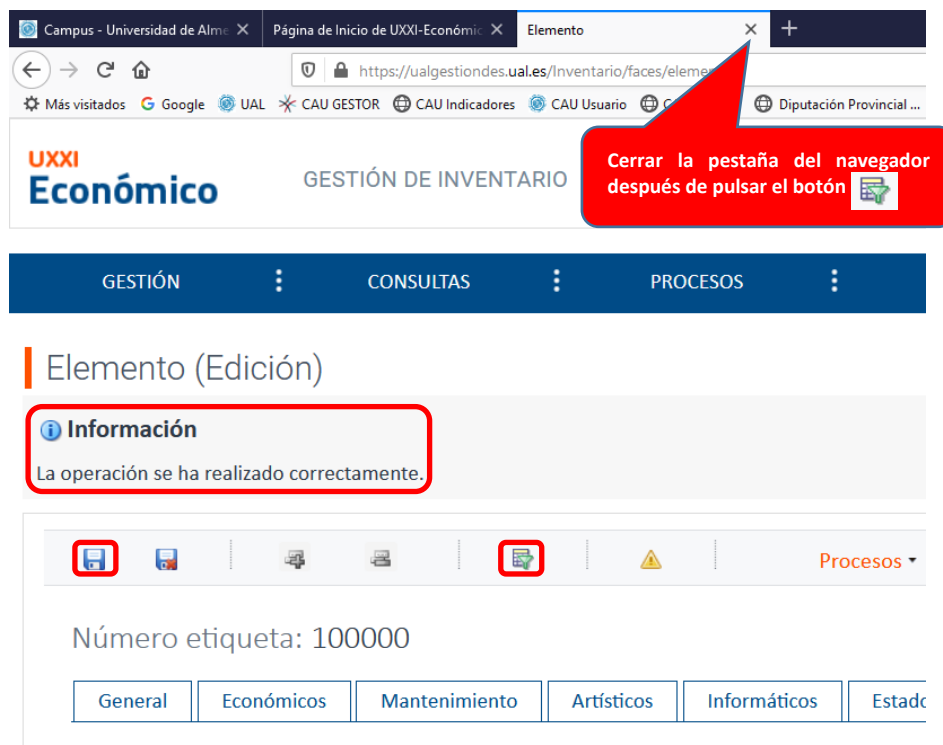 Campus - Universidad de Alme
Página de Inicio de UXXI-Económic
Elemento
https://ualgestiondes.ual.es/Inventario/faces/eleme
Más visitados Google UAL CAU GESTOR CAU Indicadores CAU Usuario Diputación Provincial ...
Cerrar la pestaña del navegador
después de pulsar el botón
UXXI
Económico
GESTIÓN DE INVENTARIO
GESTIÓN CONSULTAS PROCESOS
Elemento (Edición)
Información
La operación se ha realizado correctamente.
Procesos
Número etiqueta: 100000
General Económicos Mantenimiento Artísticos Informáticos Estado